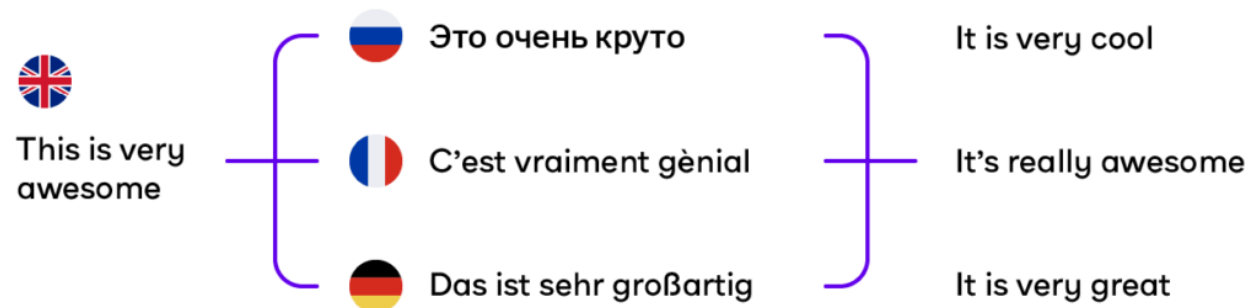 Это очень круто
It is very cool
This is very
awesome
C’est vraiment gènial
It’s really awesome
Das ist sehr großartig
It is very great